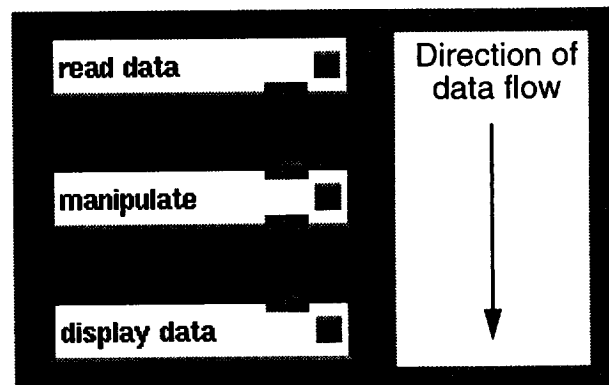 read data
manipulate
display data
Direction of
data flow